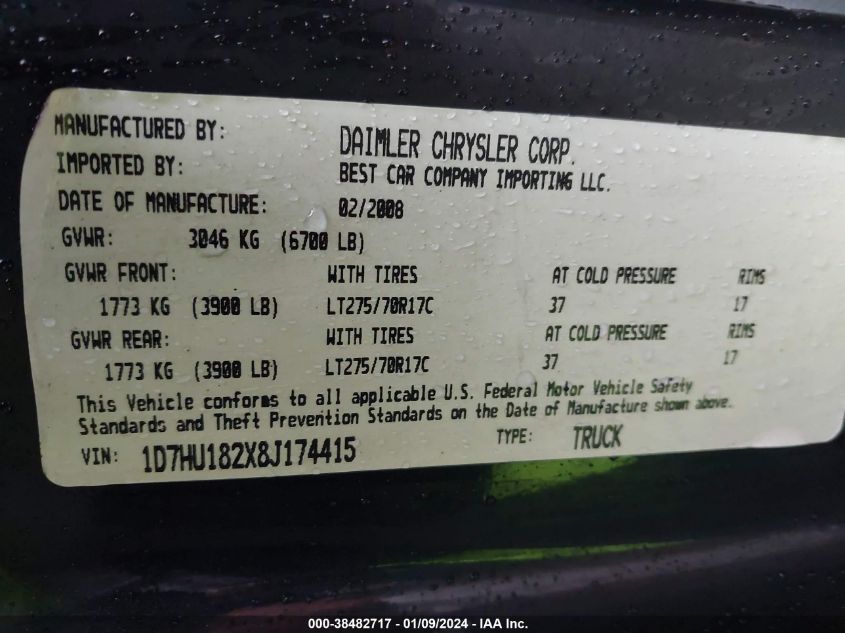 MANUFACTURED BY: DAIMLER CHRYSLER CORP.
IMPORTED BY: BEST CAR COMPANY IMPORTING LLC.
DATE OF MANUFACTURE: 02/2008
GVWR: 3046 KG (6700 LB)
GVWR FRONT: WITH TIRES AT COLD PRESSURE RIMS
1773 KG (3900 LB) LT275/70R17C 37 17
GVWR REAR: WITH TIRES AT COLD PRESSURE RIMS
1773 KG (3900 LB) LT275/70R17C 37 17
This Vehicle conforms to all applicable U.S. Federal Motor Vehicle Safety
Standards and Theft Prevention Standards on the Date of Manufacture shown above.
VIN: 1D7HU182X8J174415 TYPE: TRUCK
000-38482717 - 01/09/2024 - IAA Inc.